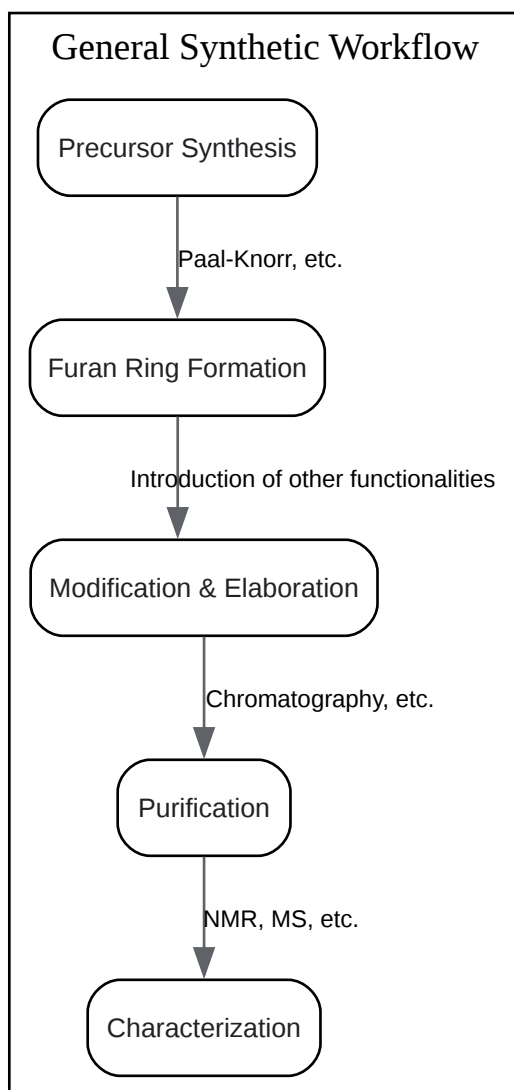 General Synthetic Workflow
Precursor Synthesis
Paal-Knorr, etc.
Furan Ring Formation
Introduction of other functionalities
Modification & Elaboration
Chromatography, etc.
Purification
NMR, MS, etc.
Characterization